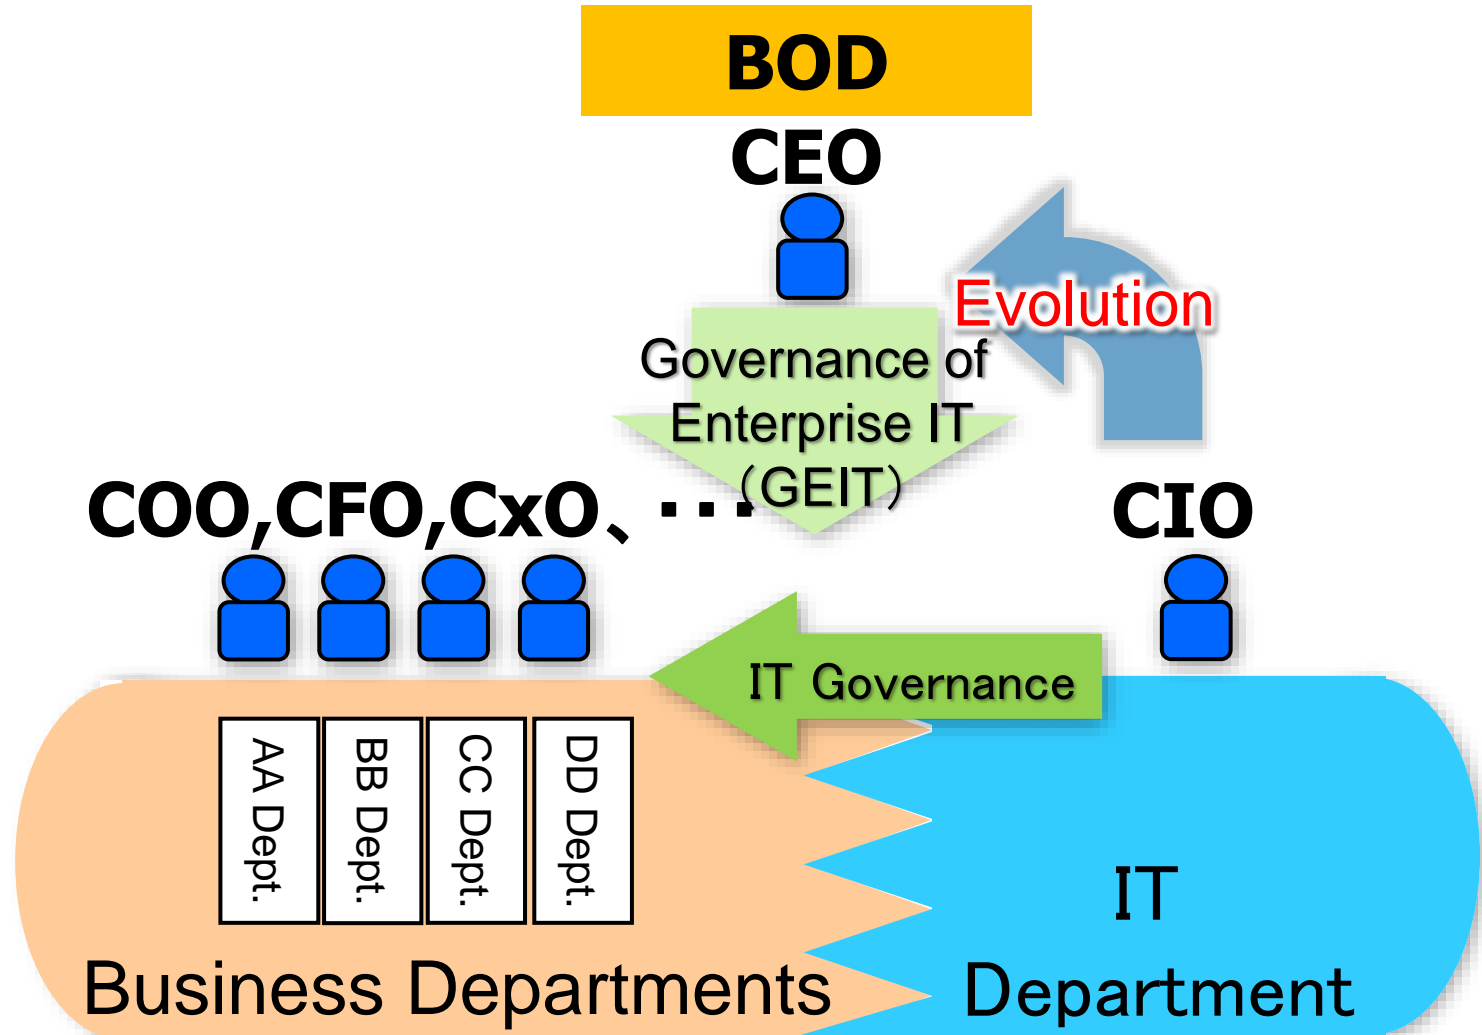 BOD
CEO
Evolution
Governance of
Enterprise IT
（GEIT）
COO,CFO,CxO、・・・
CIO
IT Governance
AA Dept.
BB Dept.
CC Dept.
DD Dept.
Business Departments
IT
Department